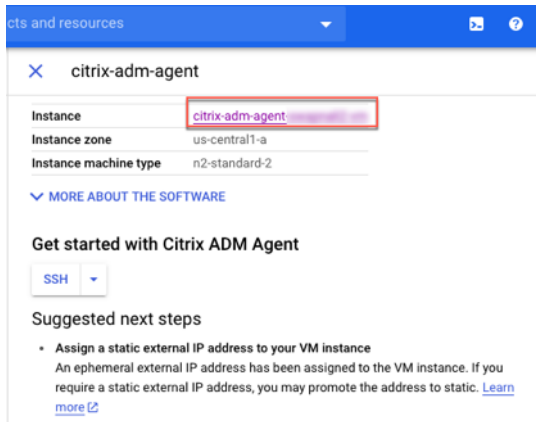 cts and resources
citrix-adm-agent
Instance citrix-adm-agent-
Instance zone us-central1-a
Instance machine type n2-standard-2
MORE ABOUT THE SOFTWARE
Get started with Citrix ADM Agent
SSH
Suggested next steps
• Assign a static external IP address to your VM instance
An ephemeral external IP address has been assigned to the VM instance. If you
require a static external IP address, you may promote the address to static. Learn
more